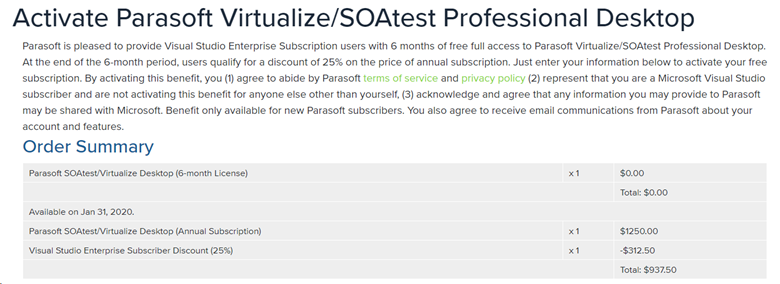 Activate Parasoft Virtualize/SOAtest Professional Desktop
Parasoft is pleased to provide Visual Studio Enterprise Subscription users with 6 months of free full access to Parasoft Virtualize/SOAtest Professional Desktop.
At the end of the 6-month period, users qualify for a discount of 25% on the price of annual subscription. Just enter your information below to activate your free
subscription. By activating this benefit, you (1) agree to abide by Parasoft terms of service and privacy policy (2) represent that you are a Microsoft Visual Studio
subscriber and are not activating this benefit for anyone else other than yourself, (3) acknowledge and agree that any information you may provide to Parasoft
may be shared with Microsoft. Benefit only available for new Parasoft subscribers. You also agree to receive email communications from Parasoft about your
account and features.
Order Summary
Parasoft SOAtest/Virtualize Desktop (6-month License) x 1 $0.00
Total: $0.00
Available on Jan 31, 2020.
Parasoft SOAtest/Virtualize Desktop (Annual Subscription) x 1 $1250.00
Visual Studio Enterprise Subscriber Discount (25%) x 1 -$312.50
Total: $937.50